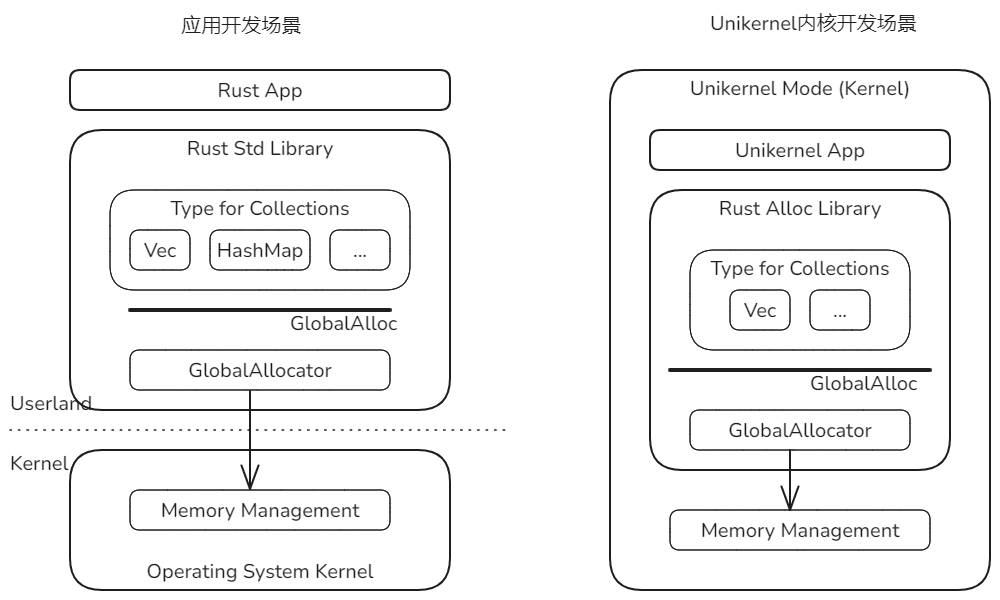 应用开发场景
Rust App
Rust Std Library
Type for Collections
Vec HashMap ...
GlobalAlloc
GlobalAllocator
Userland
Kernel
Memory Management
Operating System Kernel
Unikernel内核开发场景
Unikernel Mode (Kernel)
Unikernel App
Rust Alloc Library
Type for Collections
Vec ...
GlobalAlloc
GlobalAllocator
Memory Management